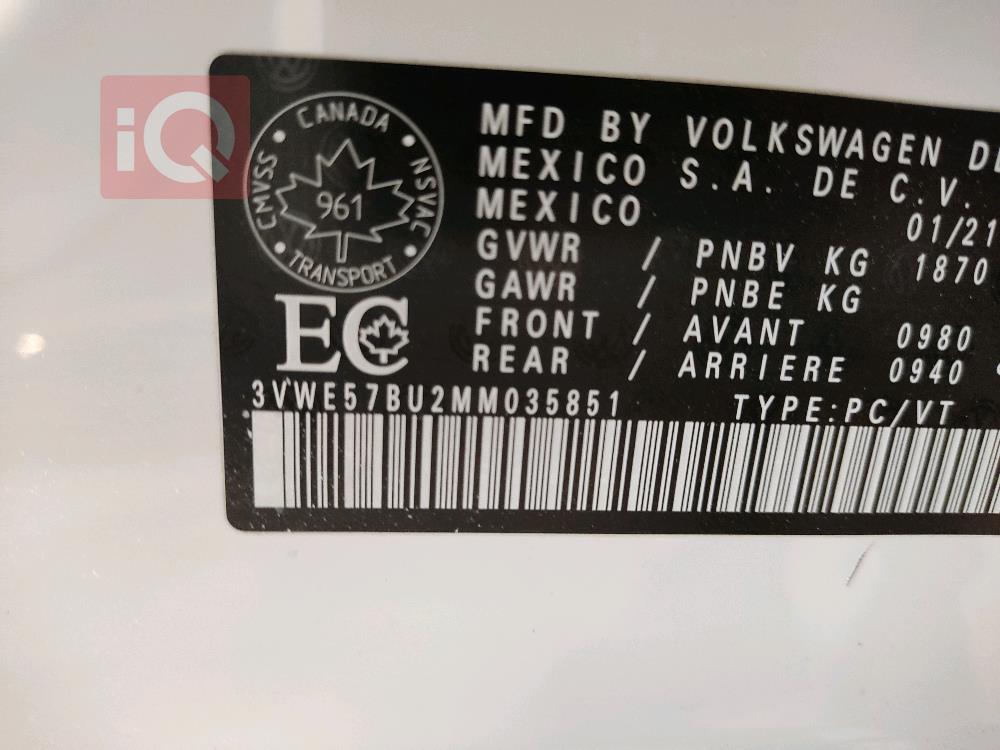 iQ
CANADA
CMVSS
NSVAC
961
TRANSPORT
EC
MFD BY VOLKSWAGEN
MEXICO S.A. DE C.V.
MEXICO 01/21
GVWR / PNBV KG 1870
GAWR / PNBE KG
FRONT / AVANT 0980
REAR / ARRIERE 0940
3VWE57BU2MM035851 TYPE:PC/VT